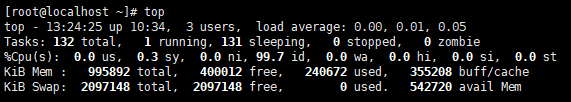 [root@localhost ~]# top
top - 13:24:25 up 10:34,  3 users,  load average: 0.00, 0.01, 0.05
Tasks: 132 total,   1 running, 131 sleeping,   0 stopped,   0 zombie
%Cpu(s):  0.0 us,  0.3 sy,  0.0 ni, 99.7 id,  0.0 wa,  0.0 hi,  0.0 si,  0.0 st
KiB Mem :   995892 total,   400012 free,   240672 used,   355208 buff/cache
KiB Swap:  2097148 total,  2097148 free,        0 used.   542720 avail Mem